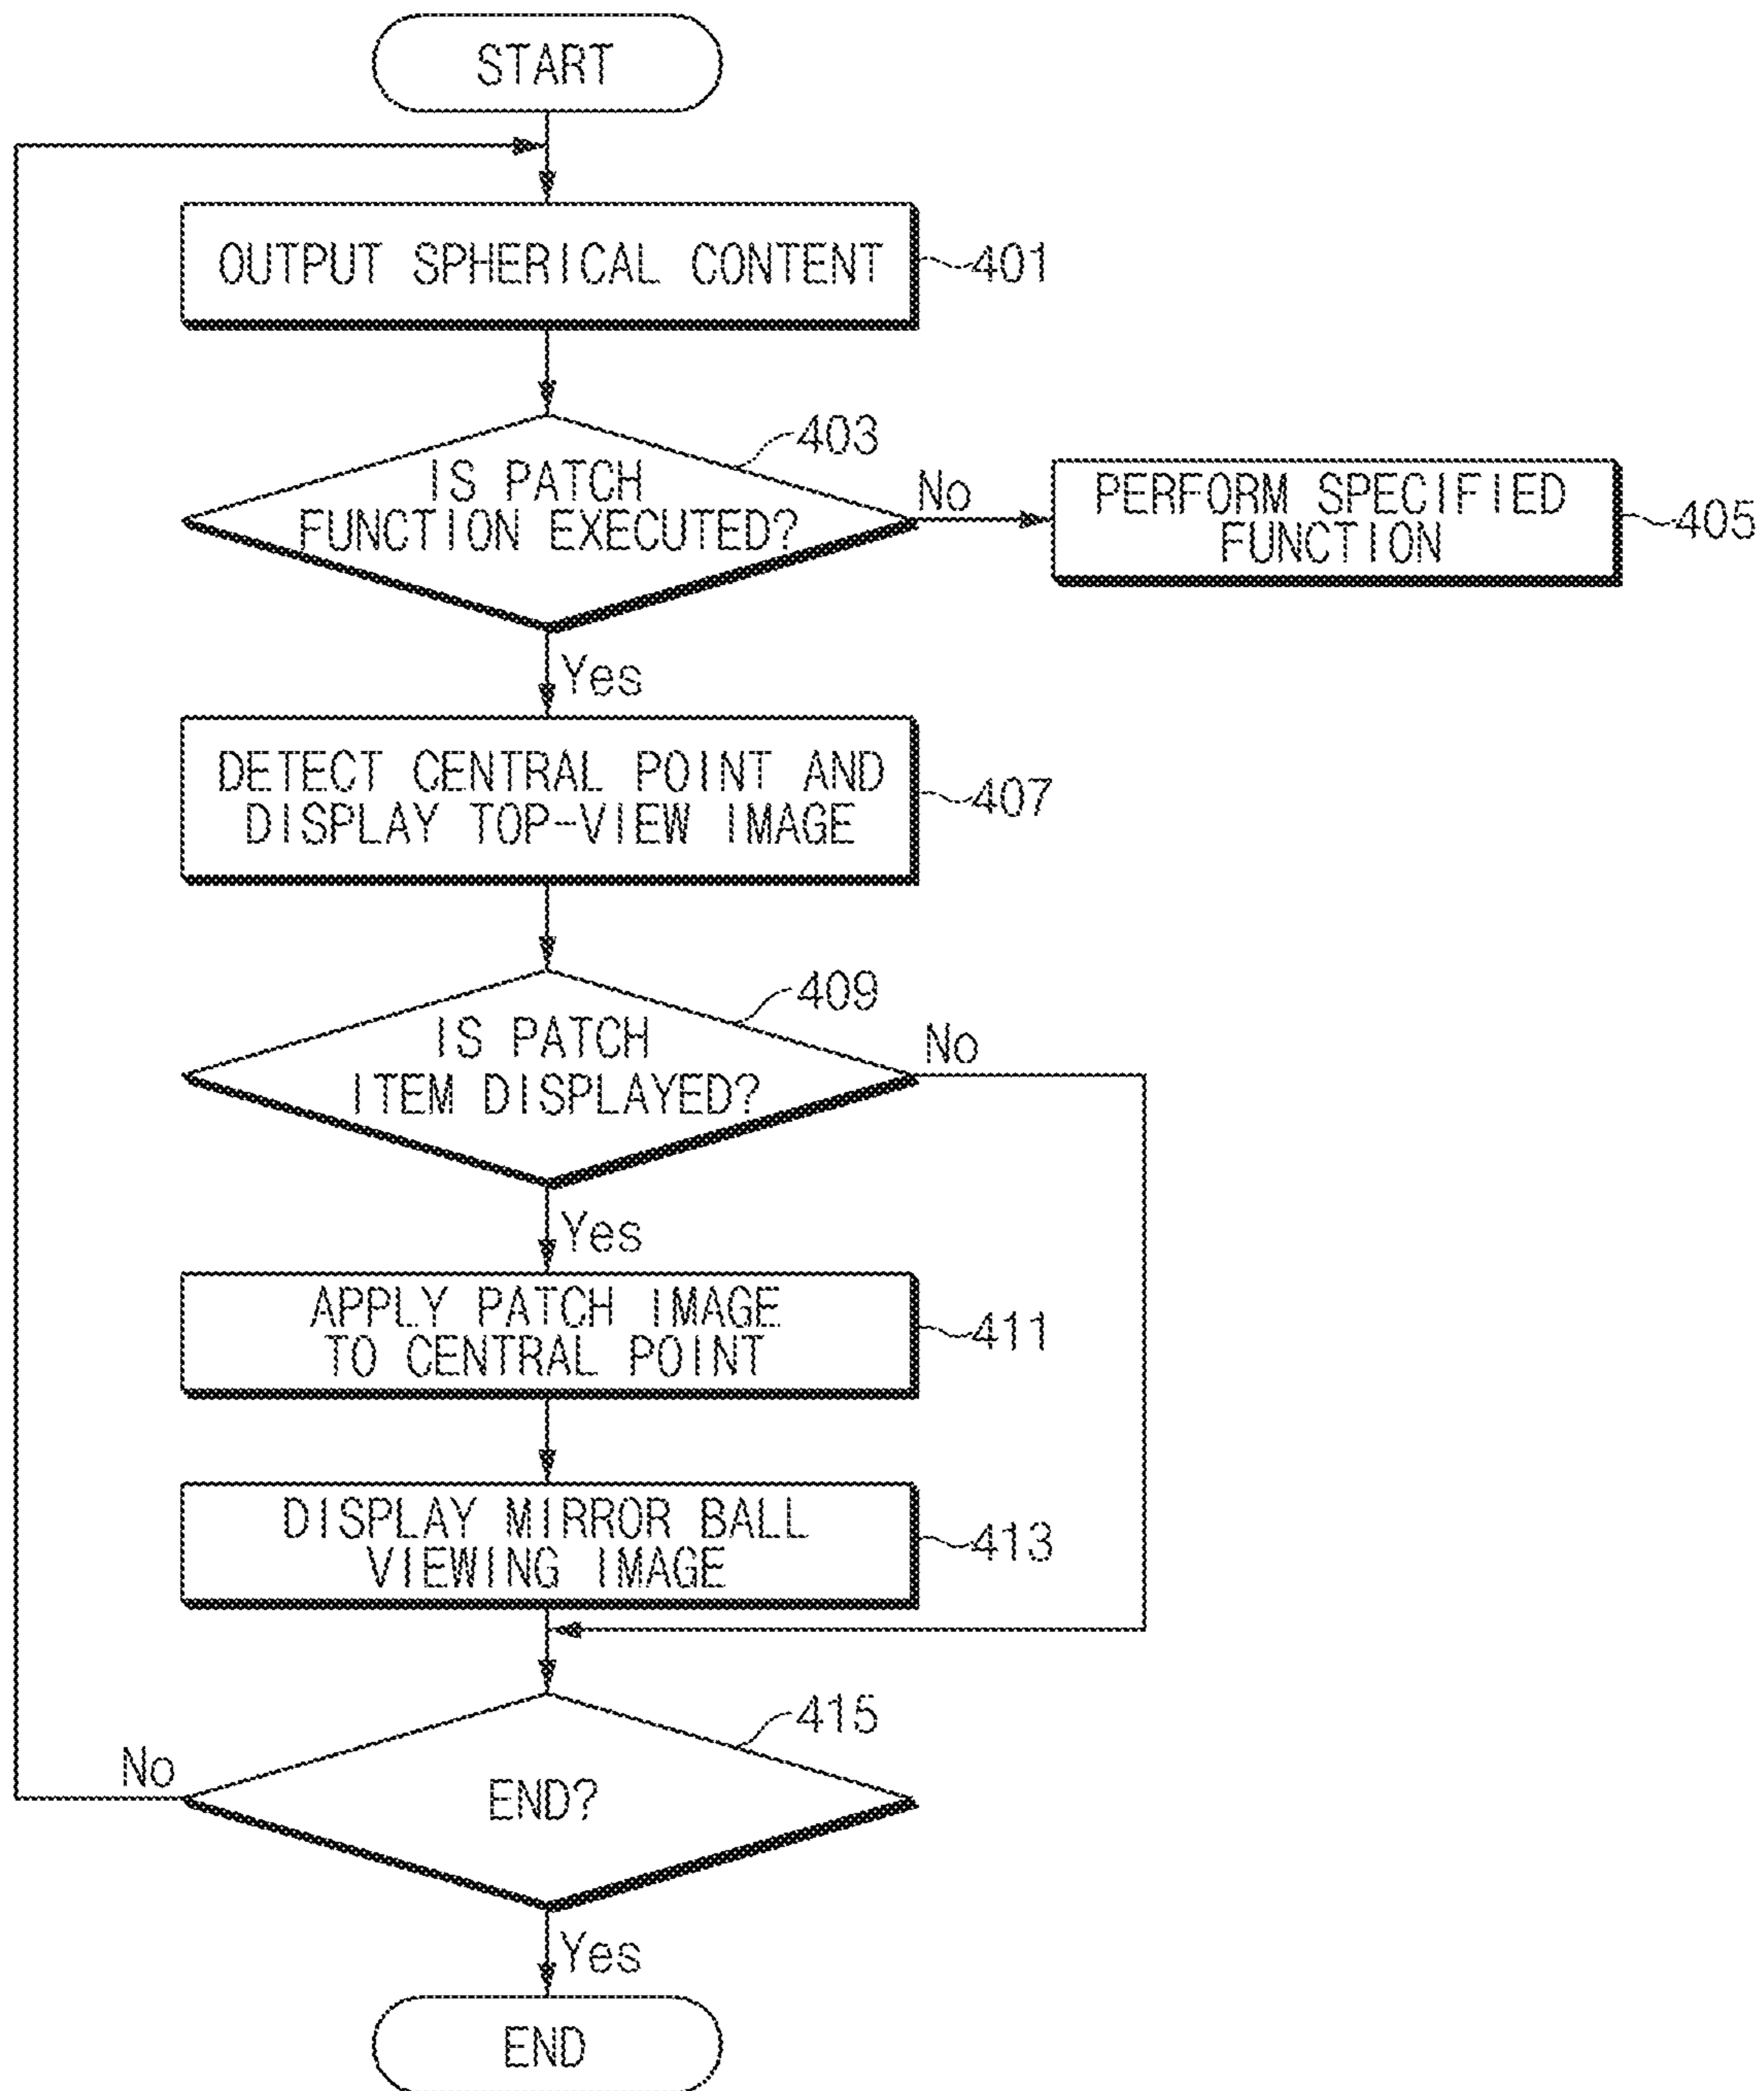 START
OUTPUT SPHERICAL CONTENT
401
403
IS PATCH
FUNCTION EXECUTED?
No
PERFORM SPECIFIED
FUNCTION
405
Yes
DETECT CENTRAL POINT AND
DISPLAY TOP-VIEW IMAGE
407
409
IS PATCH
ITEM DISPLAYED?
No
Yes
APPLY PATCH IMAGE
TO CENTRAL POINT
411
DISPLAY MIRROR BALL
VIEWING IMAGE
413
415
No
END?
Yes
END